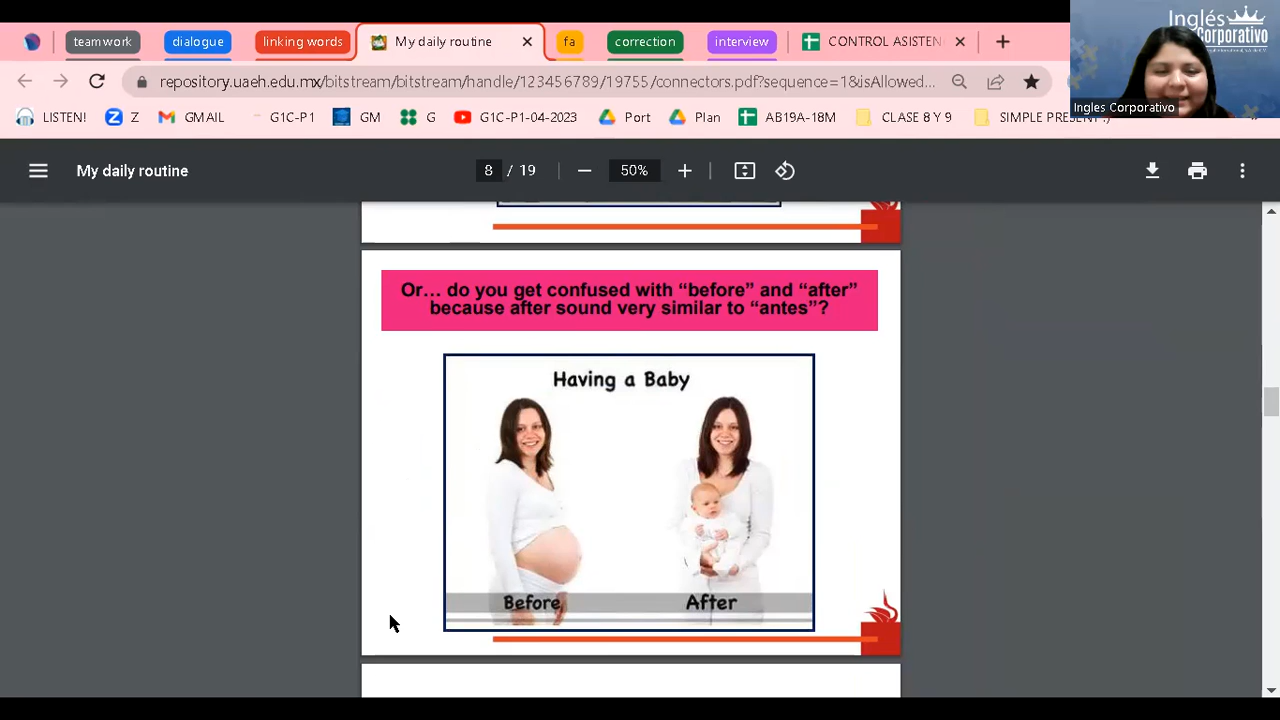 teamwork
dialogue
linking words
My daily routine
fa
correction
interview
CONTROL ASISTEN
Inglés
Corporativo
repository.uaeh.edu.mx/bitstream/bitstream/handle/123456789/19755/connectors.pdf?sequence=1&isAllowed...
Ingles Corporativo
LISTEN!
Z
GMAIL
G1C-P1
GM
G
G1C-P1-04-2023
Port
Plan
AB19A-18M
CLASE 8 Y 9
SIMPLE PRESENT :)
My daily routine
8 / 19
50%
Or... do you get confused with “before” and “after”
because after sound very similar to “antes”?
Having a Baby
Before
After